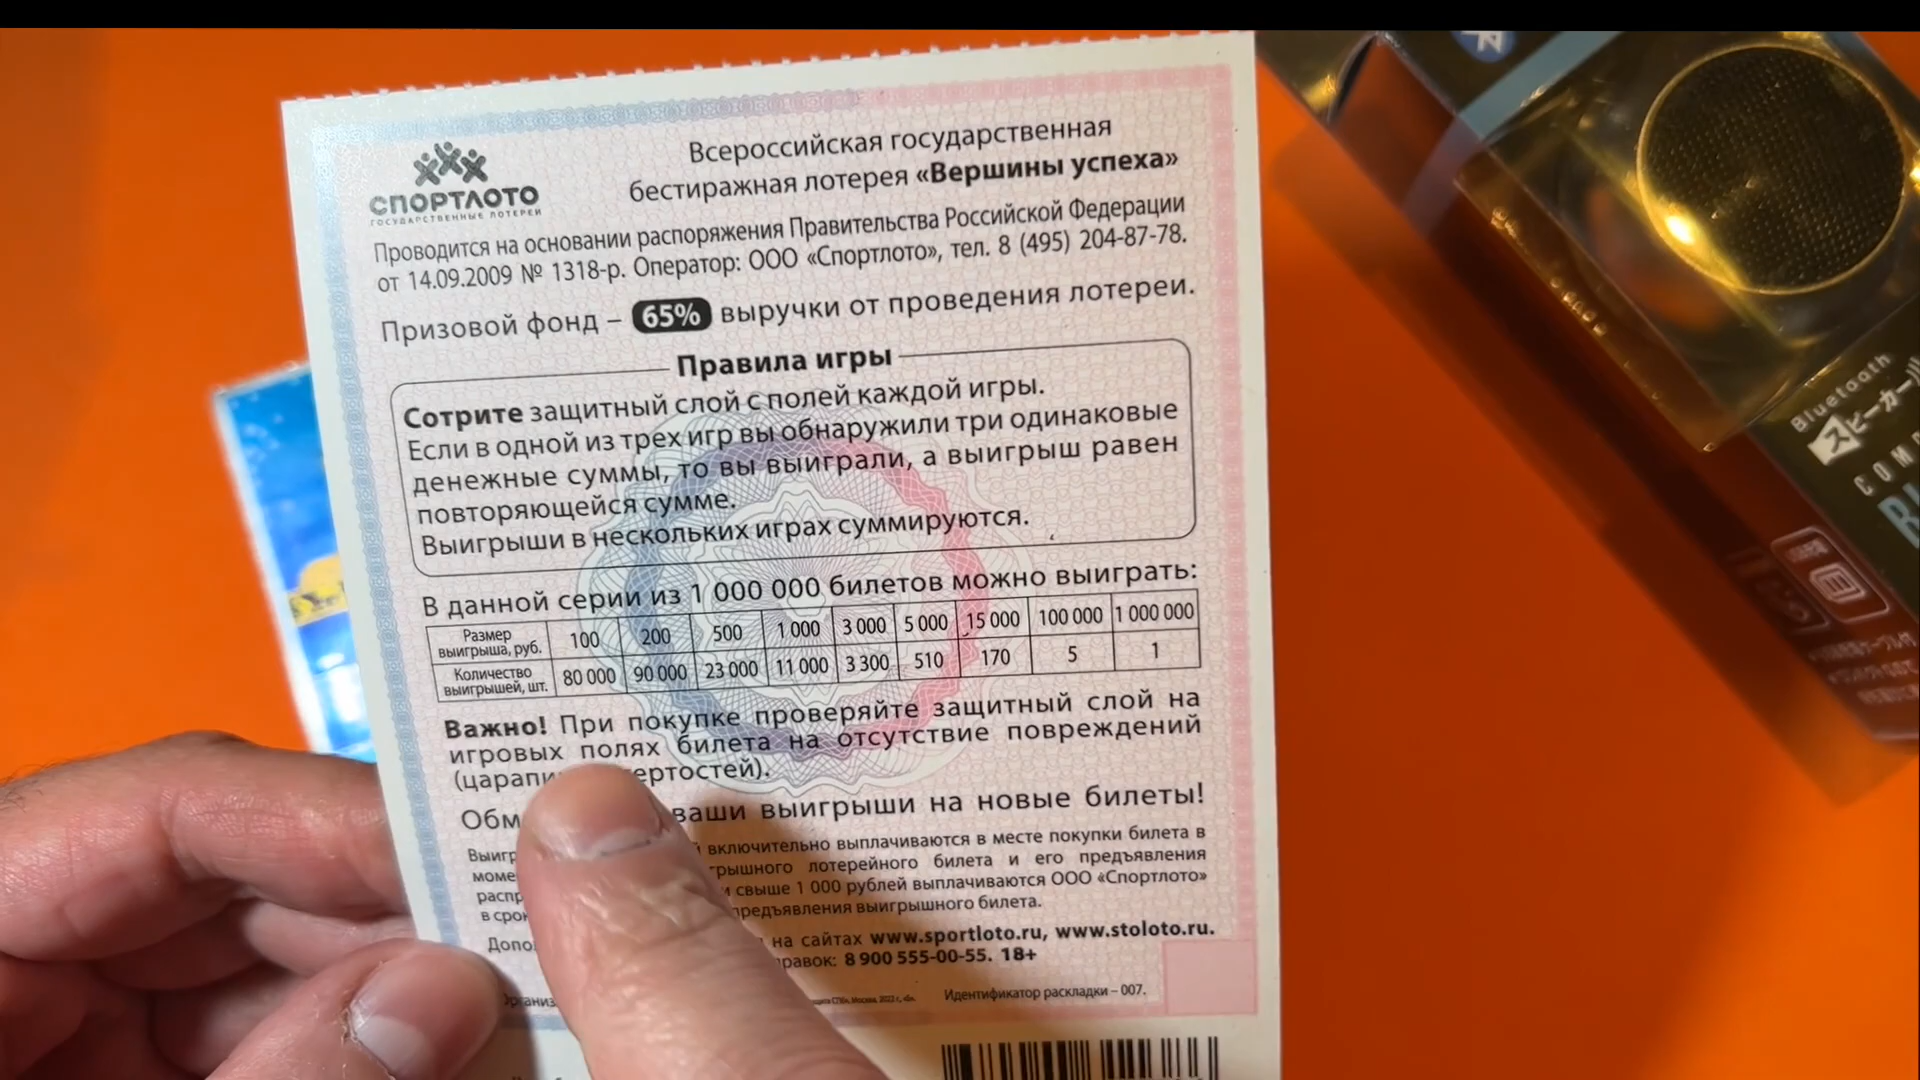 СПОРТЛОТО
ГОСУДАРСТВЕННЫЕ ЛОТЕРЕИ
Всероссийская государственная
бестиражная лотерея «Вершины успеха»
Проводится на основании распоряжения Правительства Российской Федерации
от 14.09.2009 № 1318-р. Оператор: ООО «Спортлото», тел. 8 (495) 204-87-78.
Призовой фонд – 65% выручки от проведения лотереи.
Правила игры
Сотрите защитный слой с полей каждой игры.
Если в одной из трех игр вы обнаружили три одинаковые
денежные суммы, то вы выиграли, а выигрыш равен
повторяющейся сумме.
Выигрыши в нескольких играх суммируются.
В данной серии из 1 000 000 билетов можно выиграть:
Размер
выигрыша, руб. 100 200 500 1 000 3 000 5 000 15 000 100 000 1 000 000
Количество
выигрышей, шт. 80 000 90 000 23 000 11 000 3 300 510 170 5 1
Важно! При покупке проверяйте защитный слой на
игровых полях билета на отсутствие повреждений
(царапи ертостей).
Обм ваши выигрыши на новые билеты!
Выигр включительно выплачиваются в месте покупки билета в
моме грышного лотерейного билета и его предъявления
распр и свыше 1 000 рублей выплачиваются ООО «Спортлото»
в срок предъявления выигрышного билета.
Допо на сайтах www.sportloto.ru, www.stoloto.ru.
равок: 8 900 555-00-55. 18+
Организ
Идентификатор раскладки – 007.
Bluetooth
スピーカー
COM